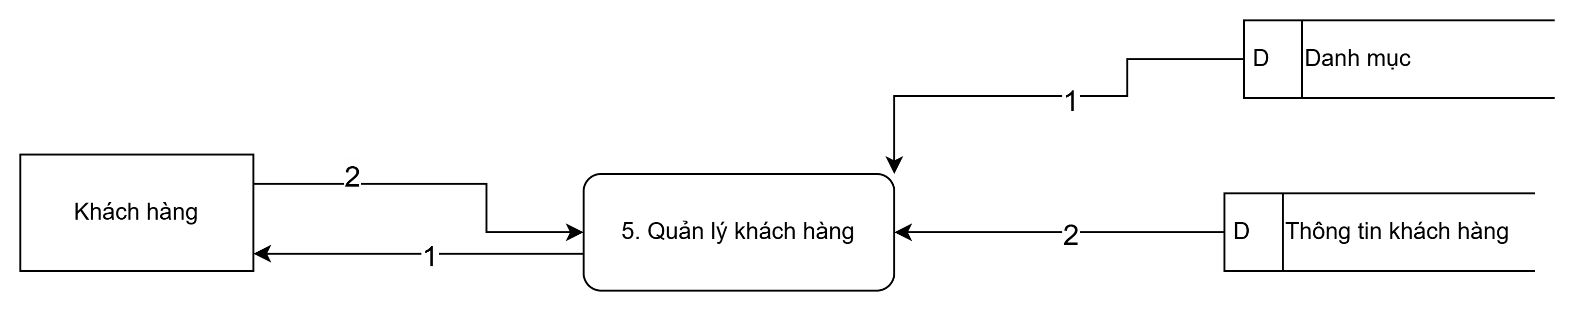 D
Danh mục
1
Khách hàng
2
1
5. Quản lý khách hàng
2
D
Thông tin khách hàng